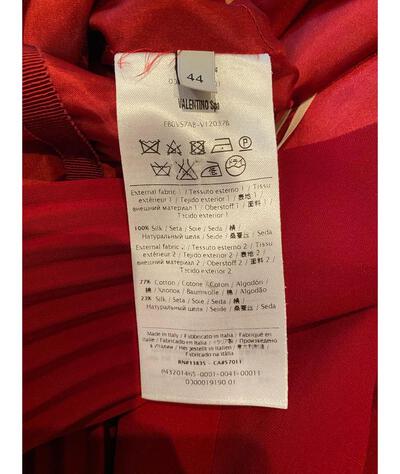 44
VALENTINO Spa
External fabric 1 / Tessuto esterno 1 / Tissu
extérieur 1 / Tejido exterior 1 / 表地 1 /
внешний материал 1 / Oberstoff 1 / 面料 1 /
Tecido exterior 1
100% Silk / Seta / Soie / Seda / 横 /
Натуральный шелк / Seide / 桑蚕丝 / Seda
External fabric 2 / Tessuto esterno 2 / Tissu
extérieur 2 / Tejido exterior 2 / 表地 2 /
внешний материал 2 / Oberstoff 2 / 面料 2 /
Tecido exterior 2
77% Cotton / Cotone / Coton / Algodón /
/ Хлопок / Baumwolle / 棉 / Algodão
23% Silk / Seta / Soie / Seda /
Натуральный шелк / Seide / 桑蚕丝 / Seda
Made in Italy / Fabbricato in Italia / Fabriqué en
Italie / Fabricado en Italia / イタリア製 / Произведено
в Италии / Hergestellt in Italien / 意大利制造 /
Fabricado na Itália
RN#113835 - CA#57011
0000019190 01